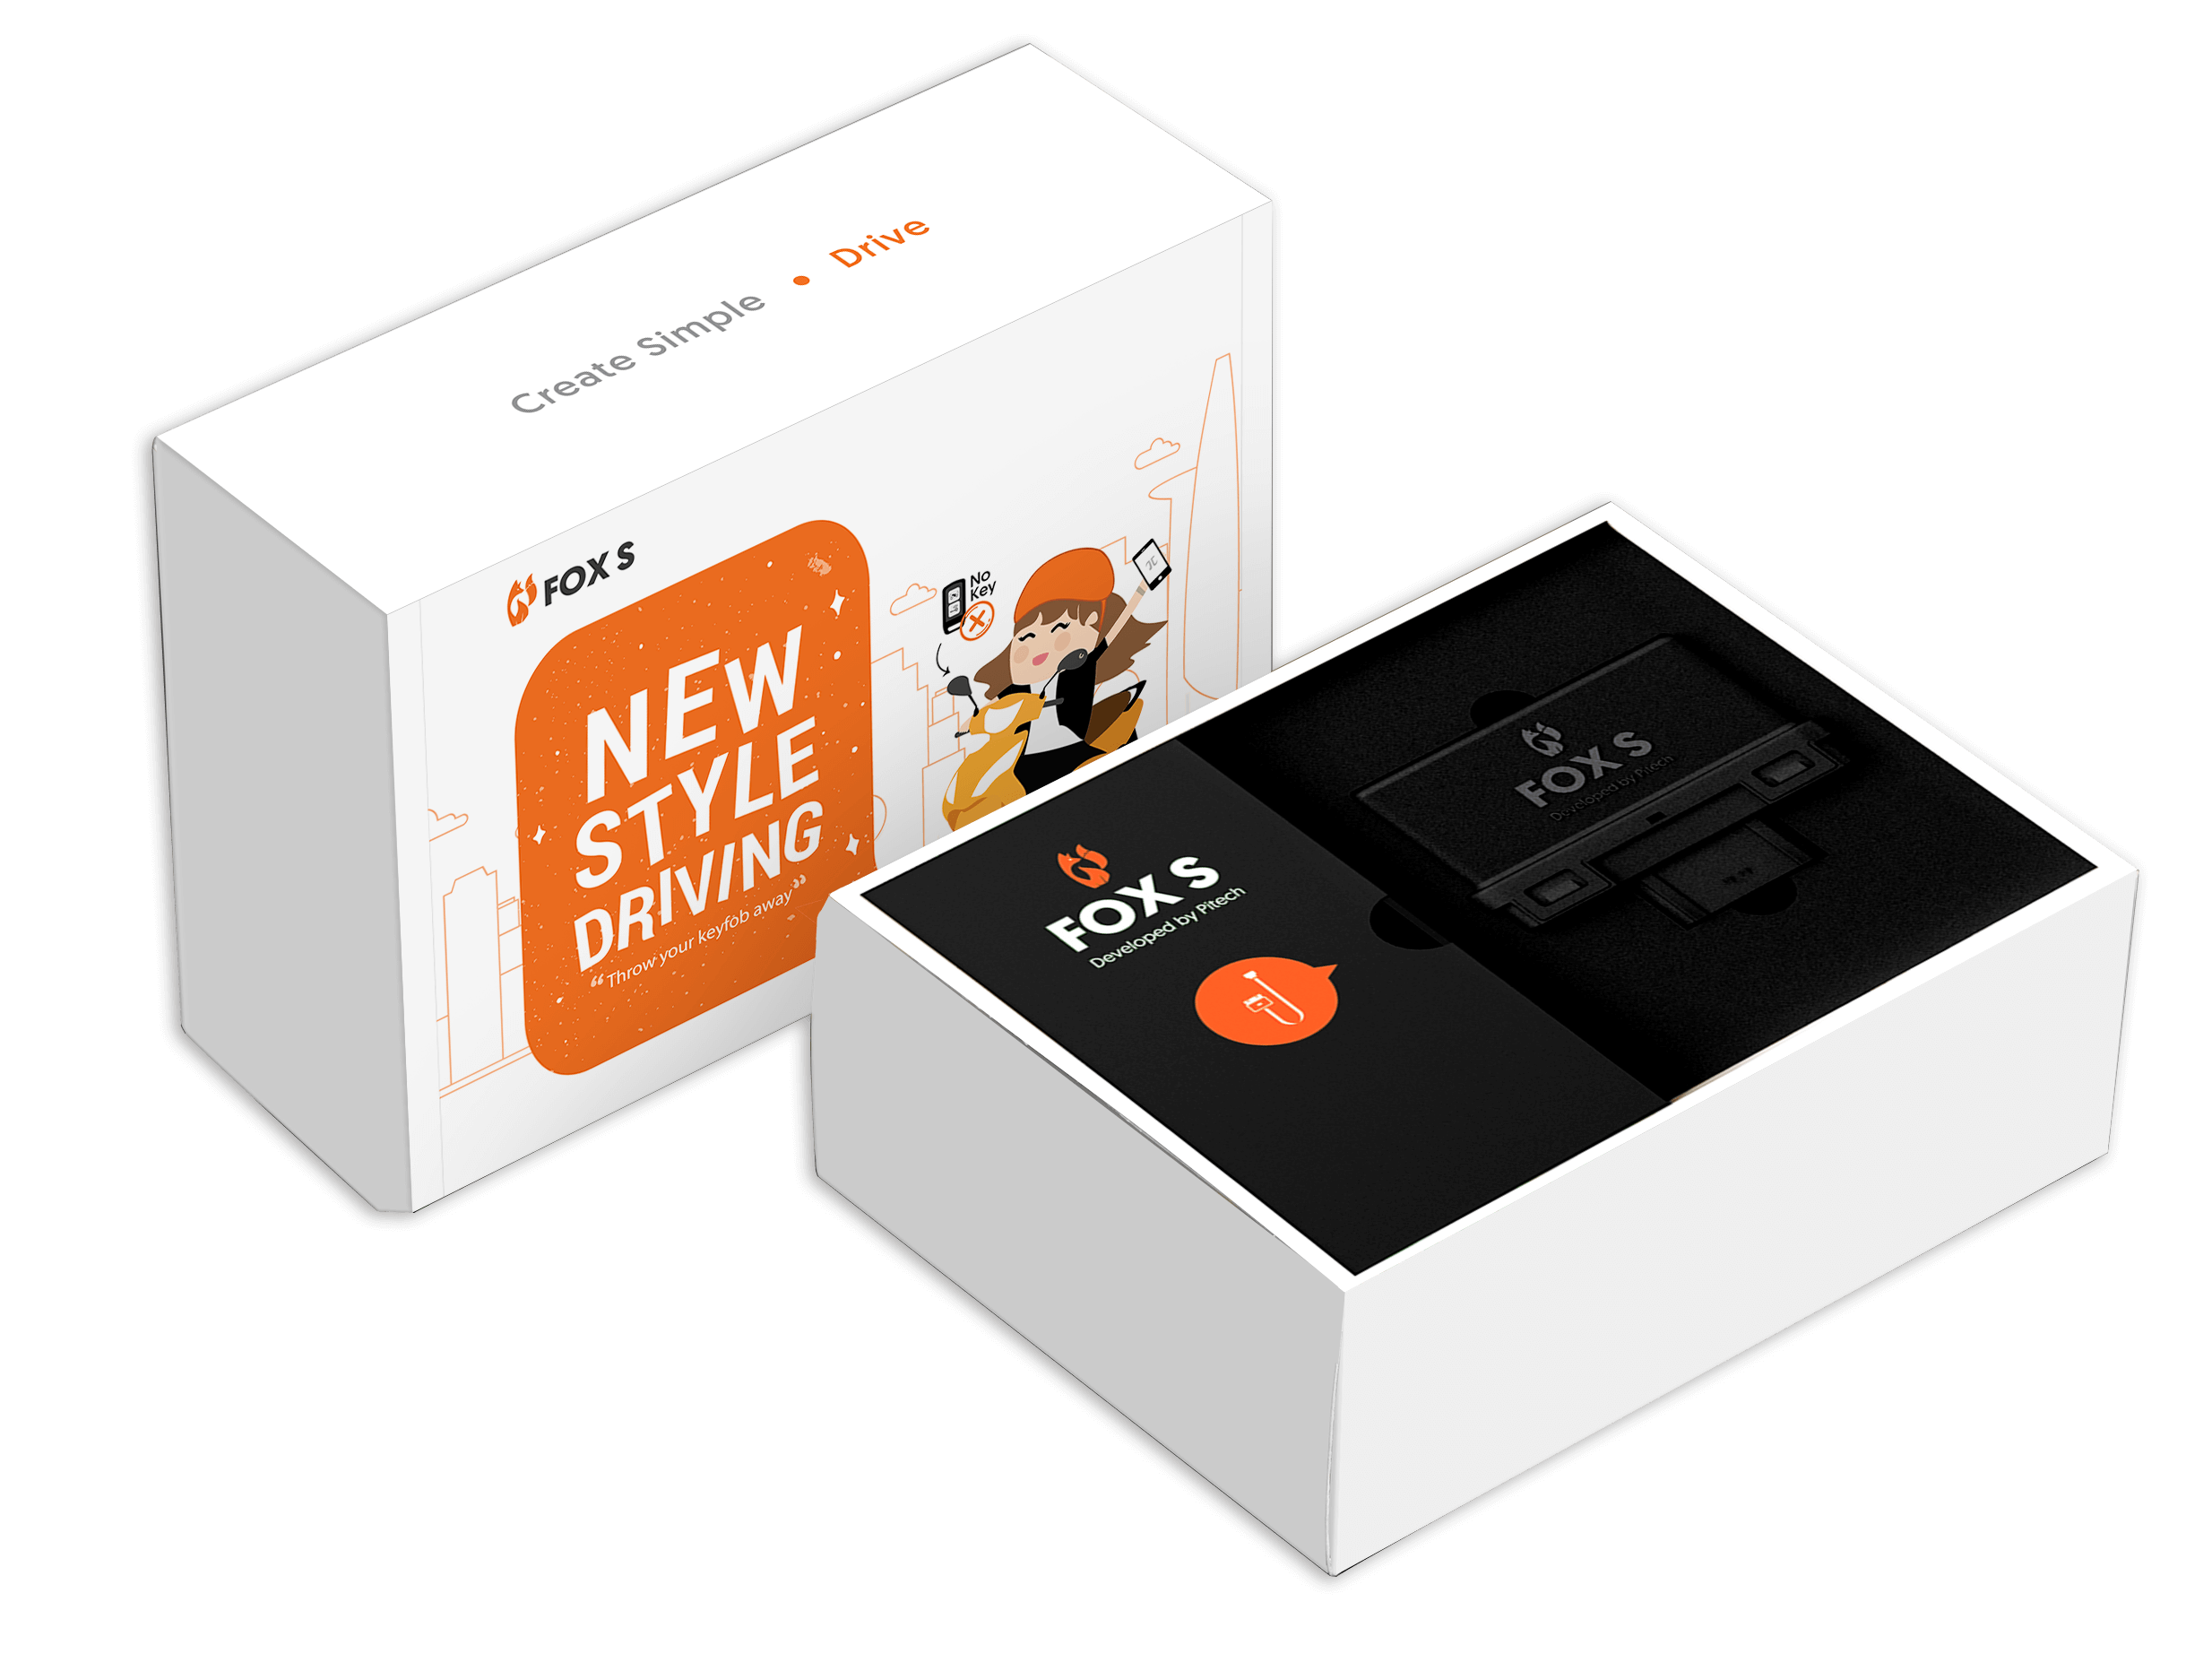 Create Simple • Drive
FOX S
NEW
STYLE
DRIVING
“Throw your keyfob away”
No
Key
FOX S
Developed by Pitech
FOX S
Developed by Pitech